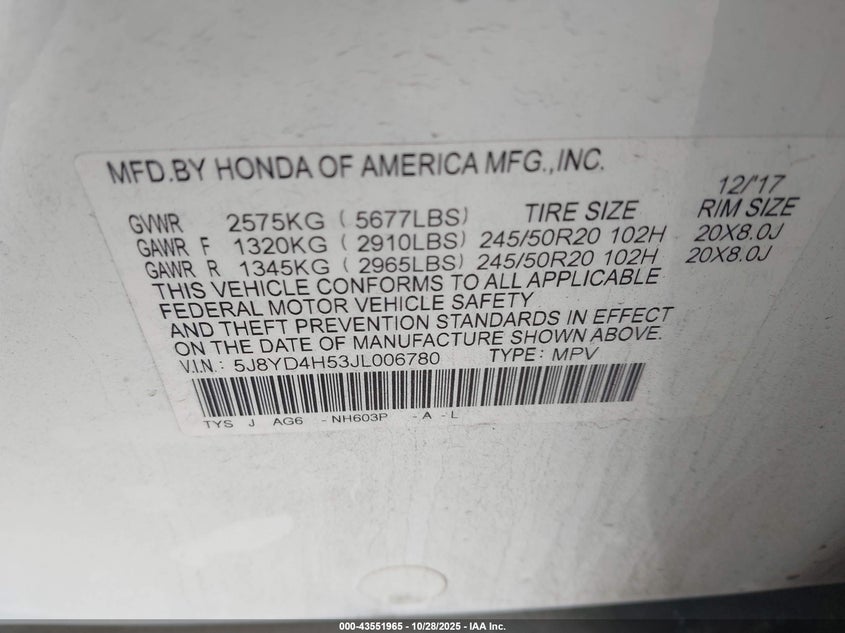 MFD.BY HONDA OF AMERICA MFG.,INC.
12/'17
GVWR 2575KG ( 5677LBS) TIRE SIZE RIM SIZE
GAWR F 1320KG ( 2910LBS) 245/50R20 102H 20X8.0J
GAWR R 1345KG ( 2965LBS) 245/50R20 102H 20X8.0J
THIS VEHICLE CONFORMS TO ALL APPLICABLE
FEDERAL MOTOR VEHICLE SAFETY
AND THEFT PREVENTION STANDARDS IN EFFECT
ON THE DATE OF MANUFACTURE SHOWN ABOVE.
V.I.N.: 5J8YD4H53JL006780 TYPE: MPV
TYS J AG6 -NH603P -A -L
000-43551965 | 10/28/2025 - IAA Inc.